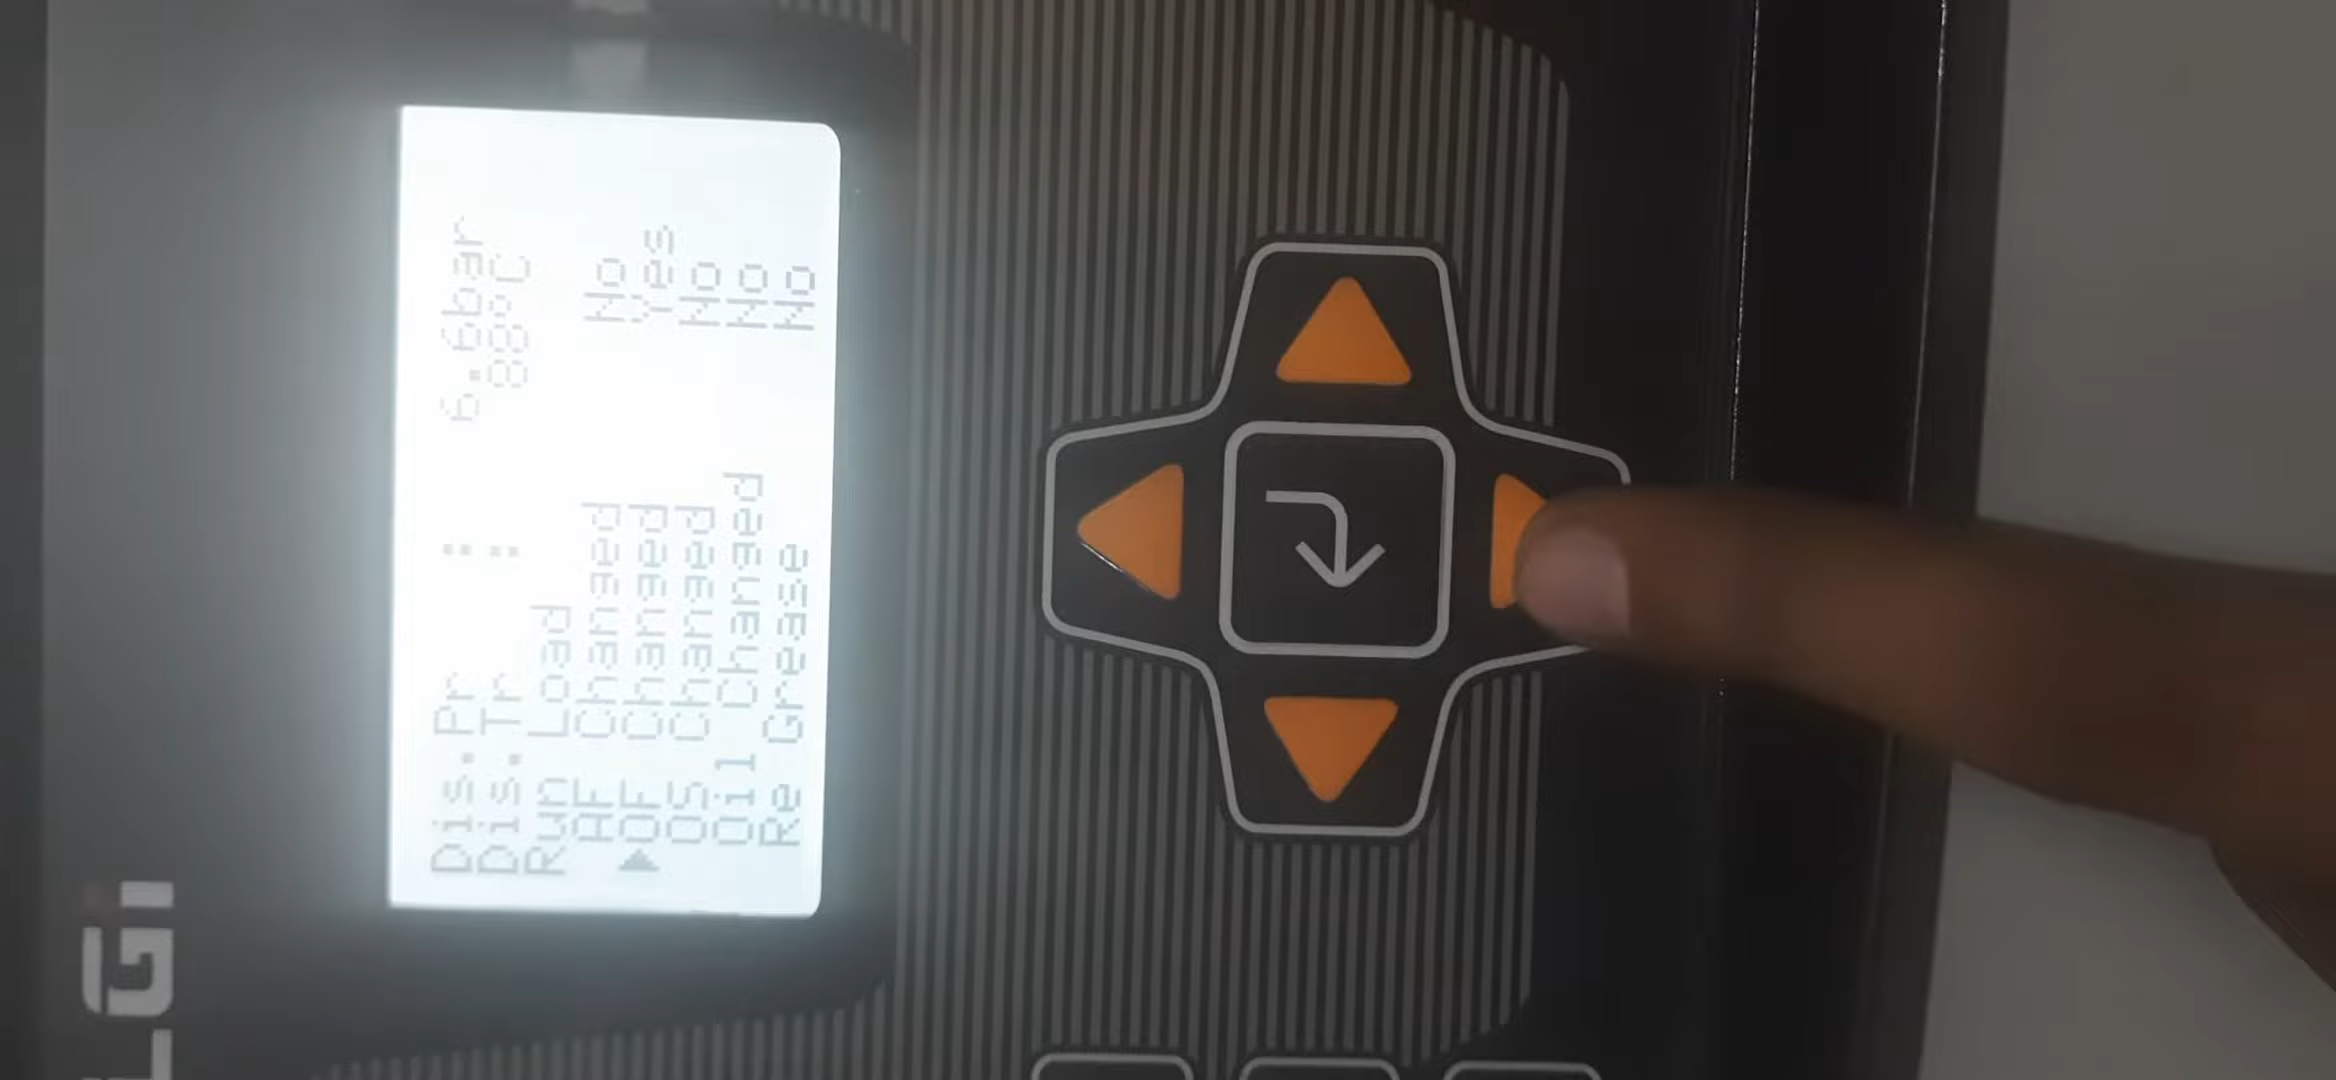 Dis.Pr : 6.6bar
Dis.Tr : 88°C
Run Load
AF Changed No
OF Changed Yes
OS Changed No
Oil Changed No
Re Grease No
LGi